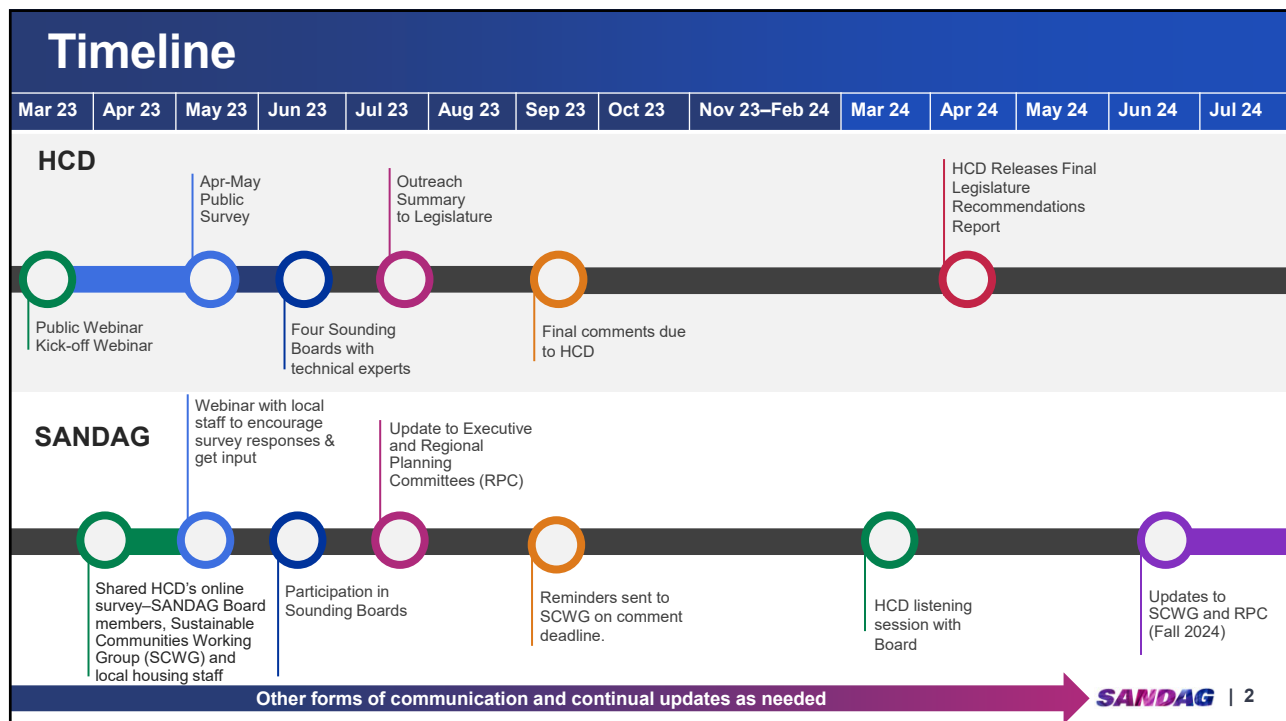 Timeline
Mar 23 Apr 23 May 23 Jun 23 Jul 23 Aug 23 Sep 23 Oct 23 Nov 23–Feb 24 Mar 24 Apr 24 May 24 Jun 24 Jul 24
HCD
Apr-May
Public
Survey
Outreach
Summary
to Legislature
HCD Releases Final
Legislature
Recommendations
Report
Public Webinar
Kick-off Webinar
Four Sounding
Boards with
technical experts
Final comments due
to HCD
SANDAG
Webinar with local
staff to encourage
survey responses &
get input
Update to Executive
and Regional
Planning
Committees (RPC)
Shared HCD's online
survey–SANDAG Board
members, Sustainable
Communities Working
Group (SCWG) and
local housing staff
Participation in
Sounding Boards
Reminders sent to
SCWG on comment
deadline.
HCD listening
session with
Board
Updates to
SCWG and RPC
(Fall 2024)
Other forms of communication and continual updates as needed
SANDAG | 2